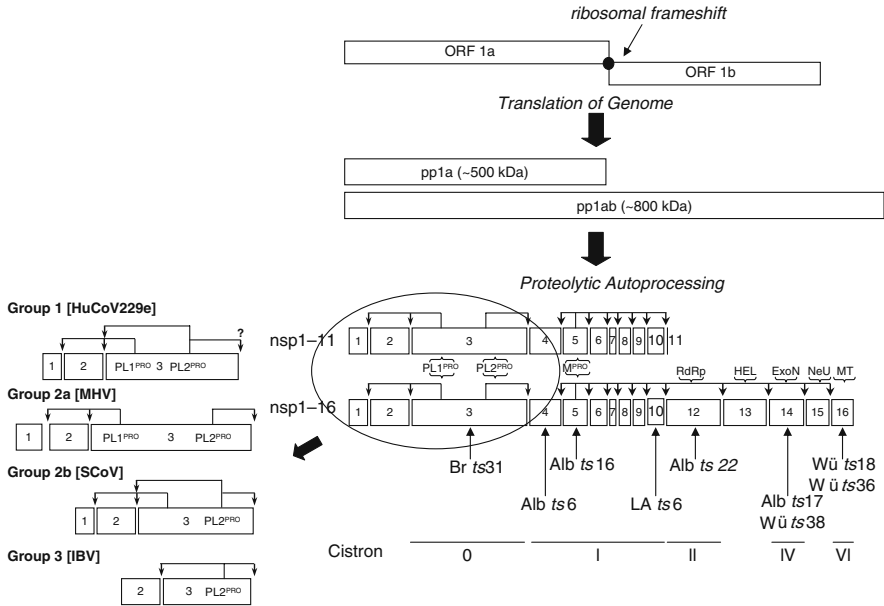 ribosomal frameshift
ORF 1a
ORF 1b
Translation of Genome
pp1a (~500 kDa)
pp1ab (~800 kDa)
Proteolytic Autoprocessing
Group 1 [HuCoV229e]
?
1 2 PL1PRO 3 PL2PRO
Group 2a [MHV]
1 2 PL1PRO 3 PL2PRO
Group 2b [SCoV]
1 2 3 PL2PRO
Group 3 [IBV]
2 3 PL2PRO
nsp1–11
1 2 3 4 5 6 7 8 9 10 11
PL1PRO PL2PRO MPRO
RdRp HEL ExoN NeU MT
nsp1–16
1 2 3 4 5 6 7 8 9 10 12 13 14 15 16
Br ts31 Alb ts16 Alb ts 22 Wü ts18
Wü ts36
Alb ts6 LA ts6 Alb ts17
Wü ts38
Cistron 0 I II IV VI